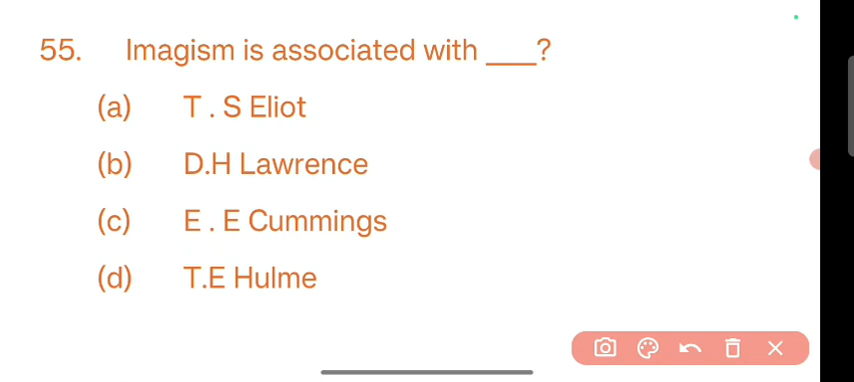 55. Imagism is associated with ____?
(a) T . S Eliot
(b) D.H Lawrence
(c) E . E Cummings
(d) T.E Hulme